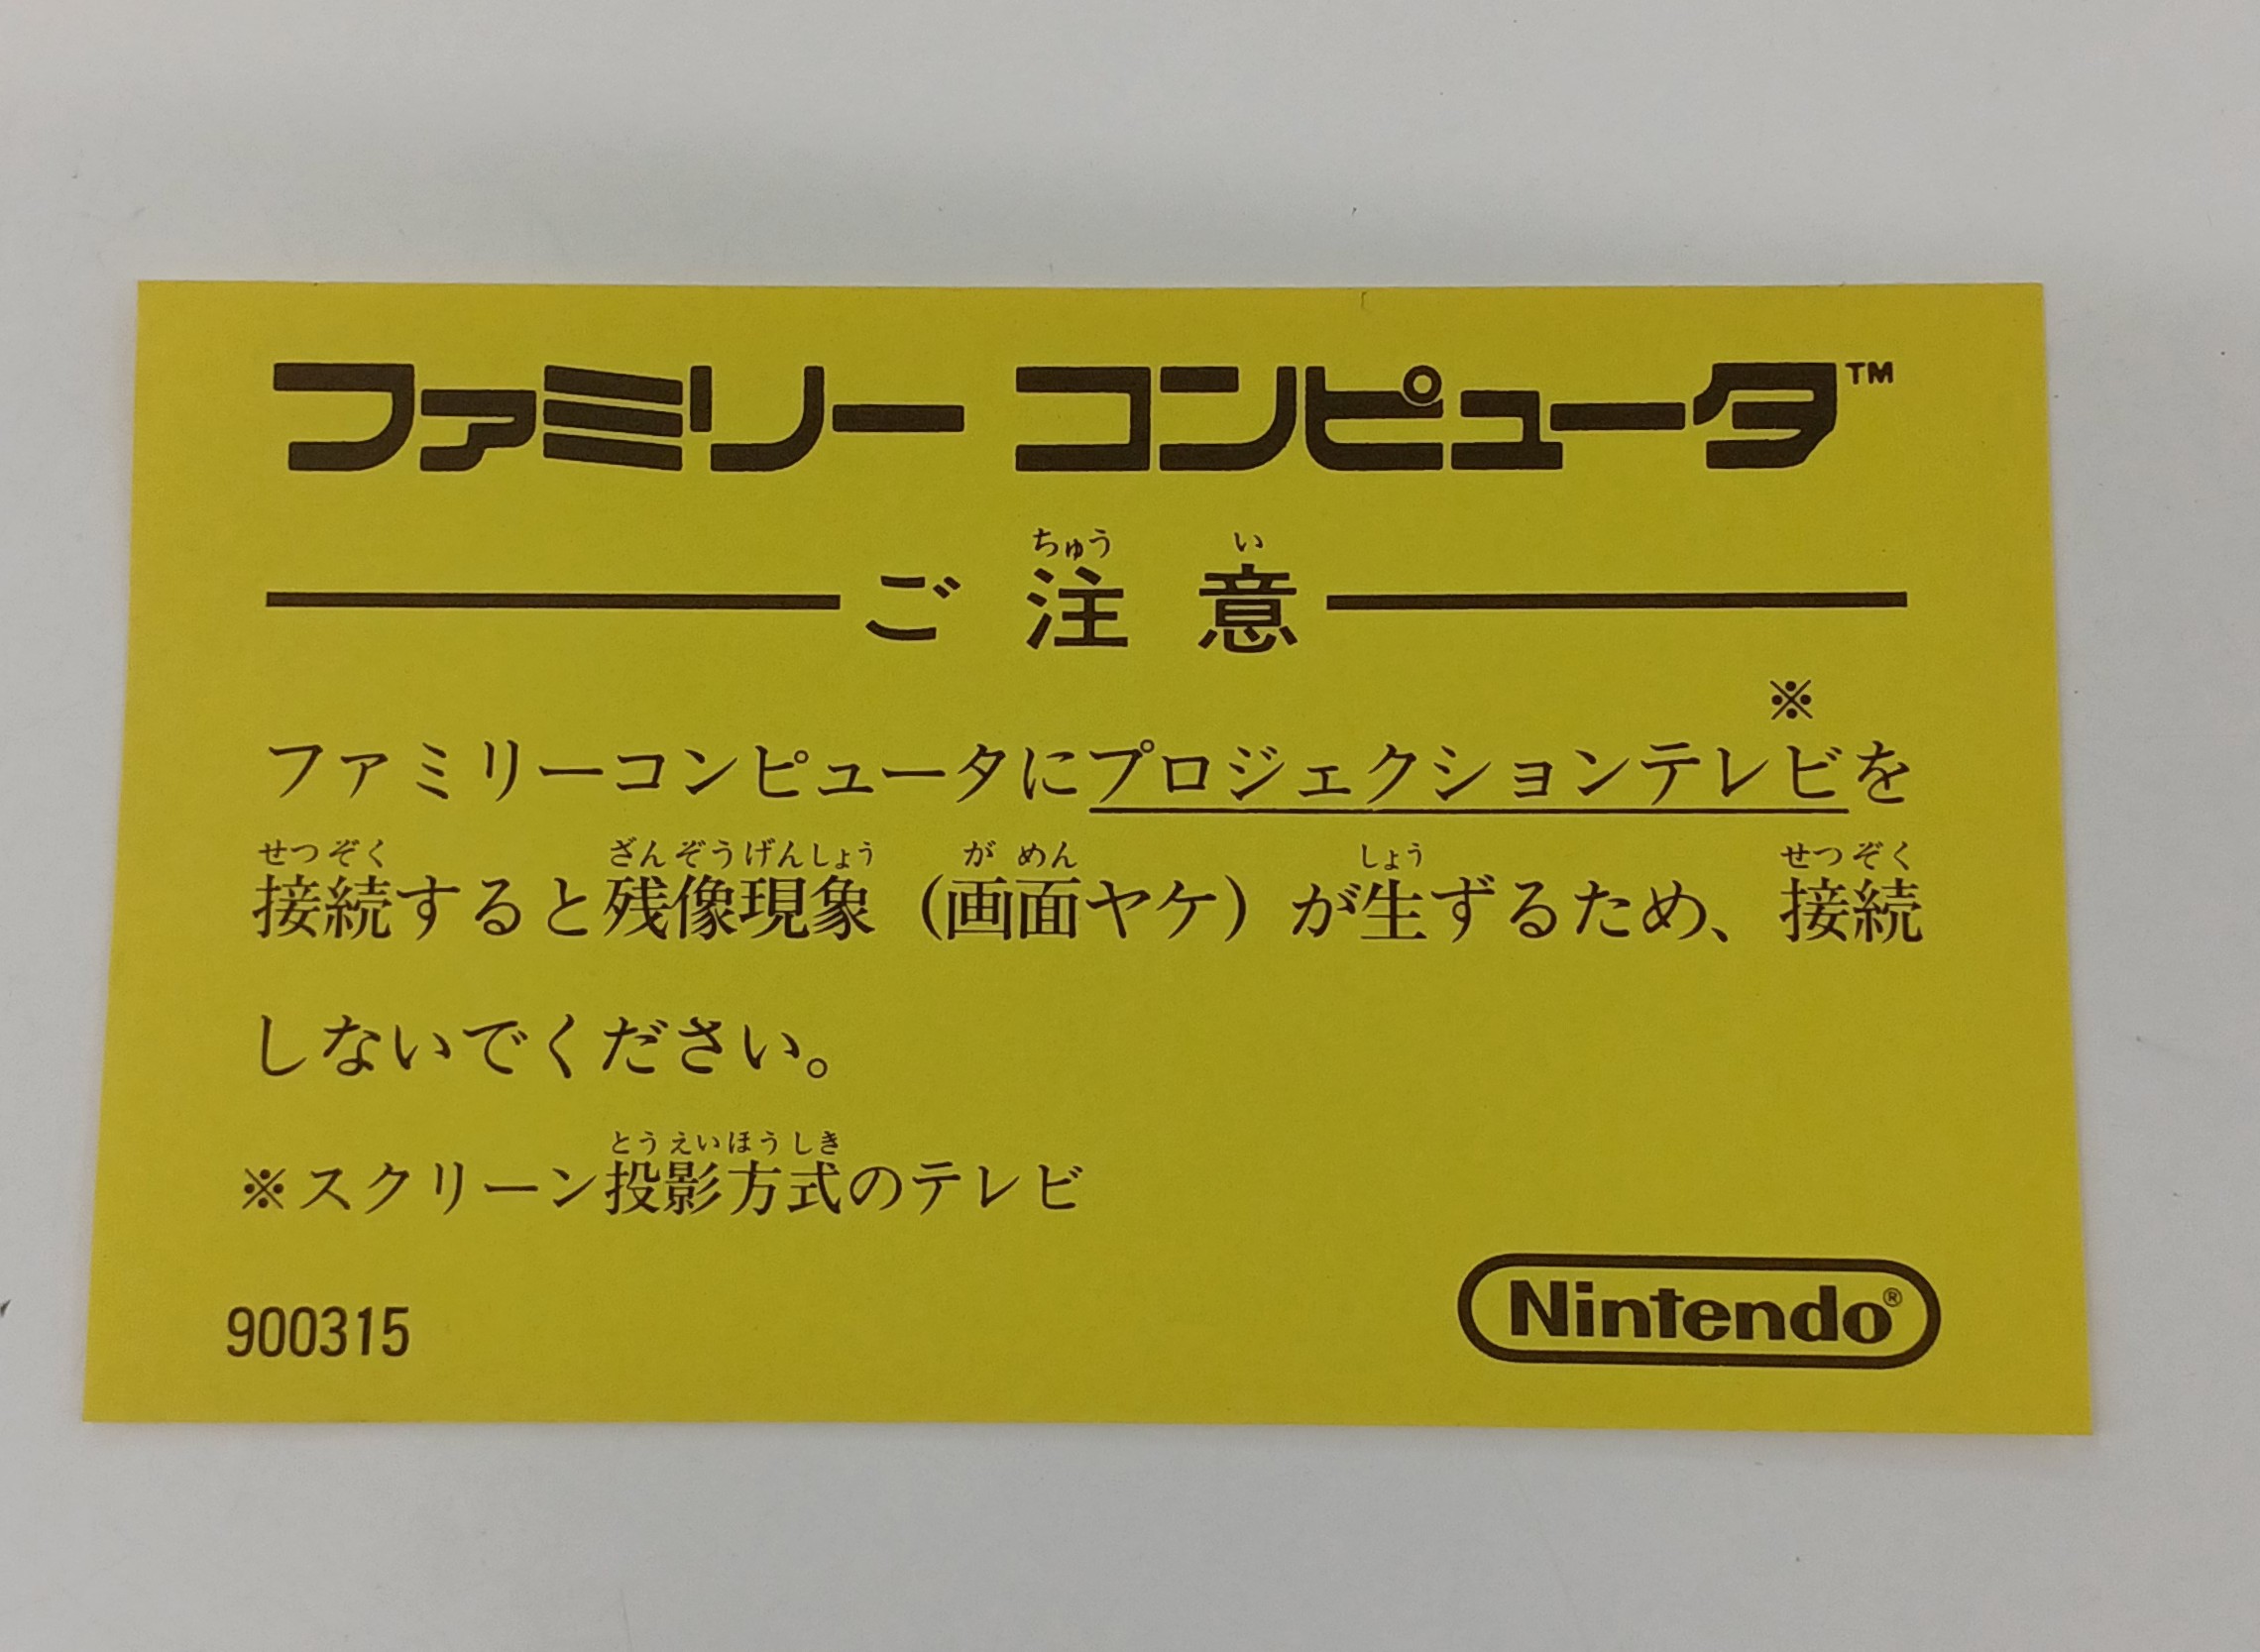 ファミリー コンピュータ™
ご注意
ちゅう い
※
ファミリーコンピュータにプロジェクションテレビを
せつぞく ざんぞうげんしょう がめん しょう せつぞく
接続すると残像現象（画面ヤケ）が生ずるため、接続
しないでください。
とうえいほうしき
※スクリーン投影方式のテレビ
900315
Nintendo®